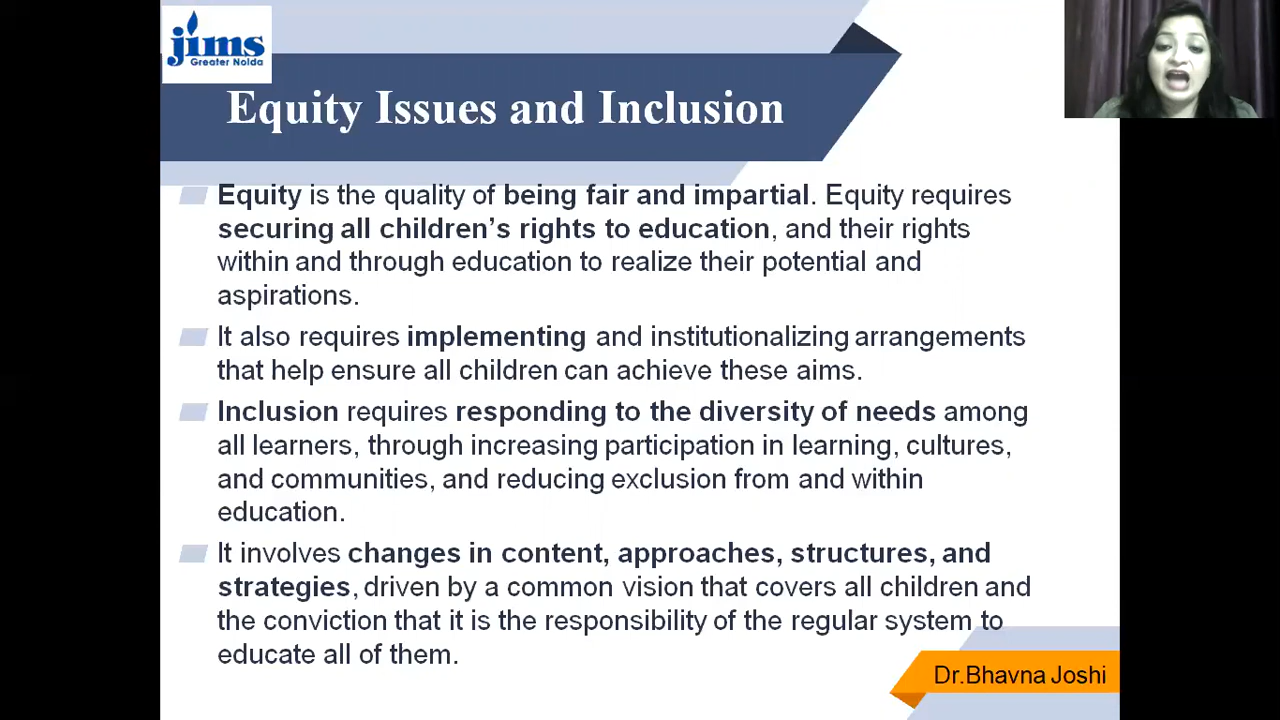 jims
Greater Noida
Equity Issues and Inclusion
Equity is the quality of being fair and impartial. Equity requires
securing all children’s rights to education, and their rights
within and through education to realize their potential and
aspirations.
It also requires implementing and institutionalizing arrangements
that help ensure all children can achieve these aims.
Inclusion requires responding to the diversity of needs among
all learners, through increasing participation in learning, cultures,
and communities, and reducing exclusion from and within
education.
It involves changes in content, approaches, structures, and
strategies, driven by a common vision that covers all children and
the conviction that it is the responsibility of the regular system to
educate all of them.
Dr.Bhavna Joshi